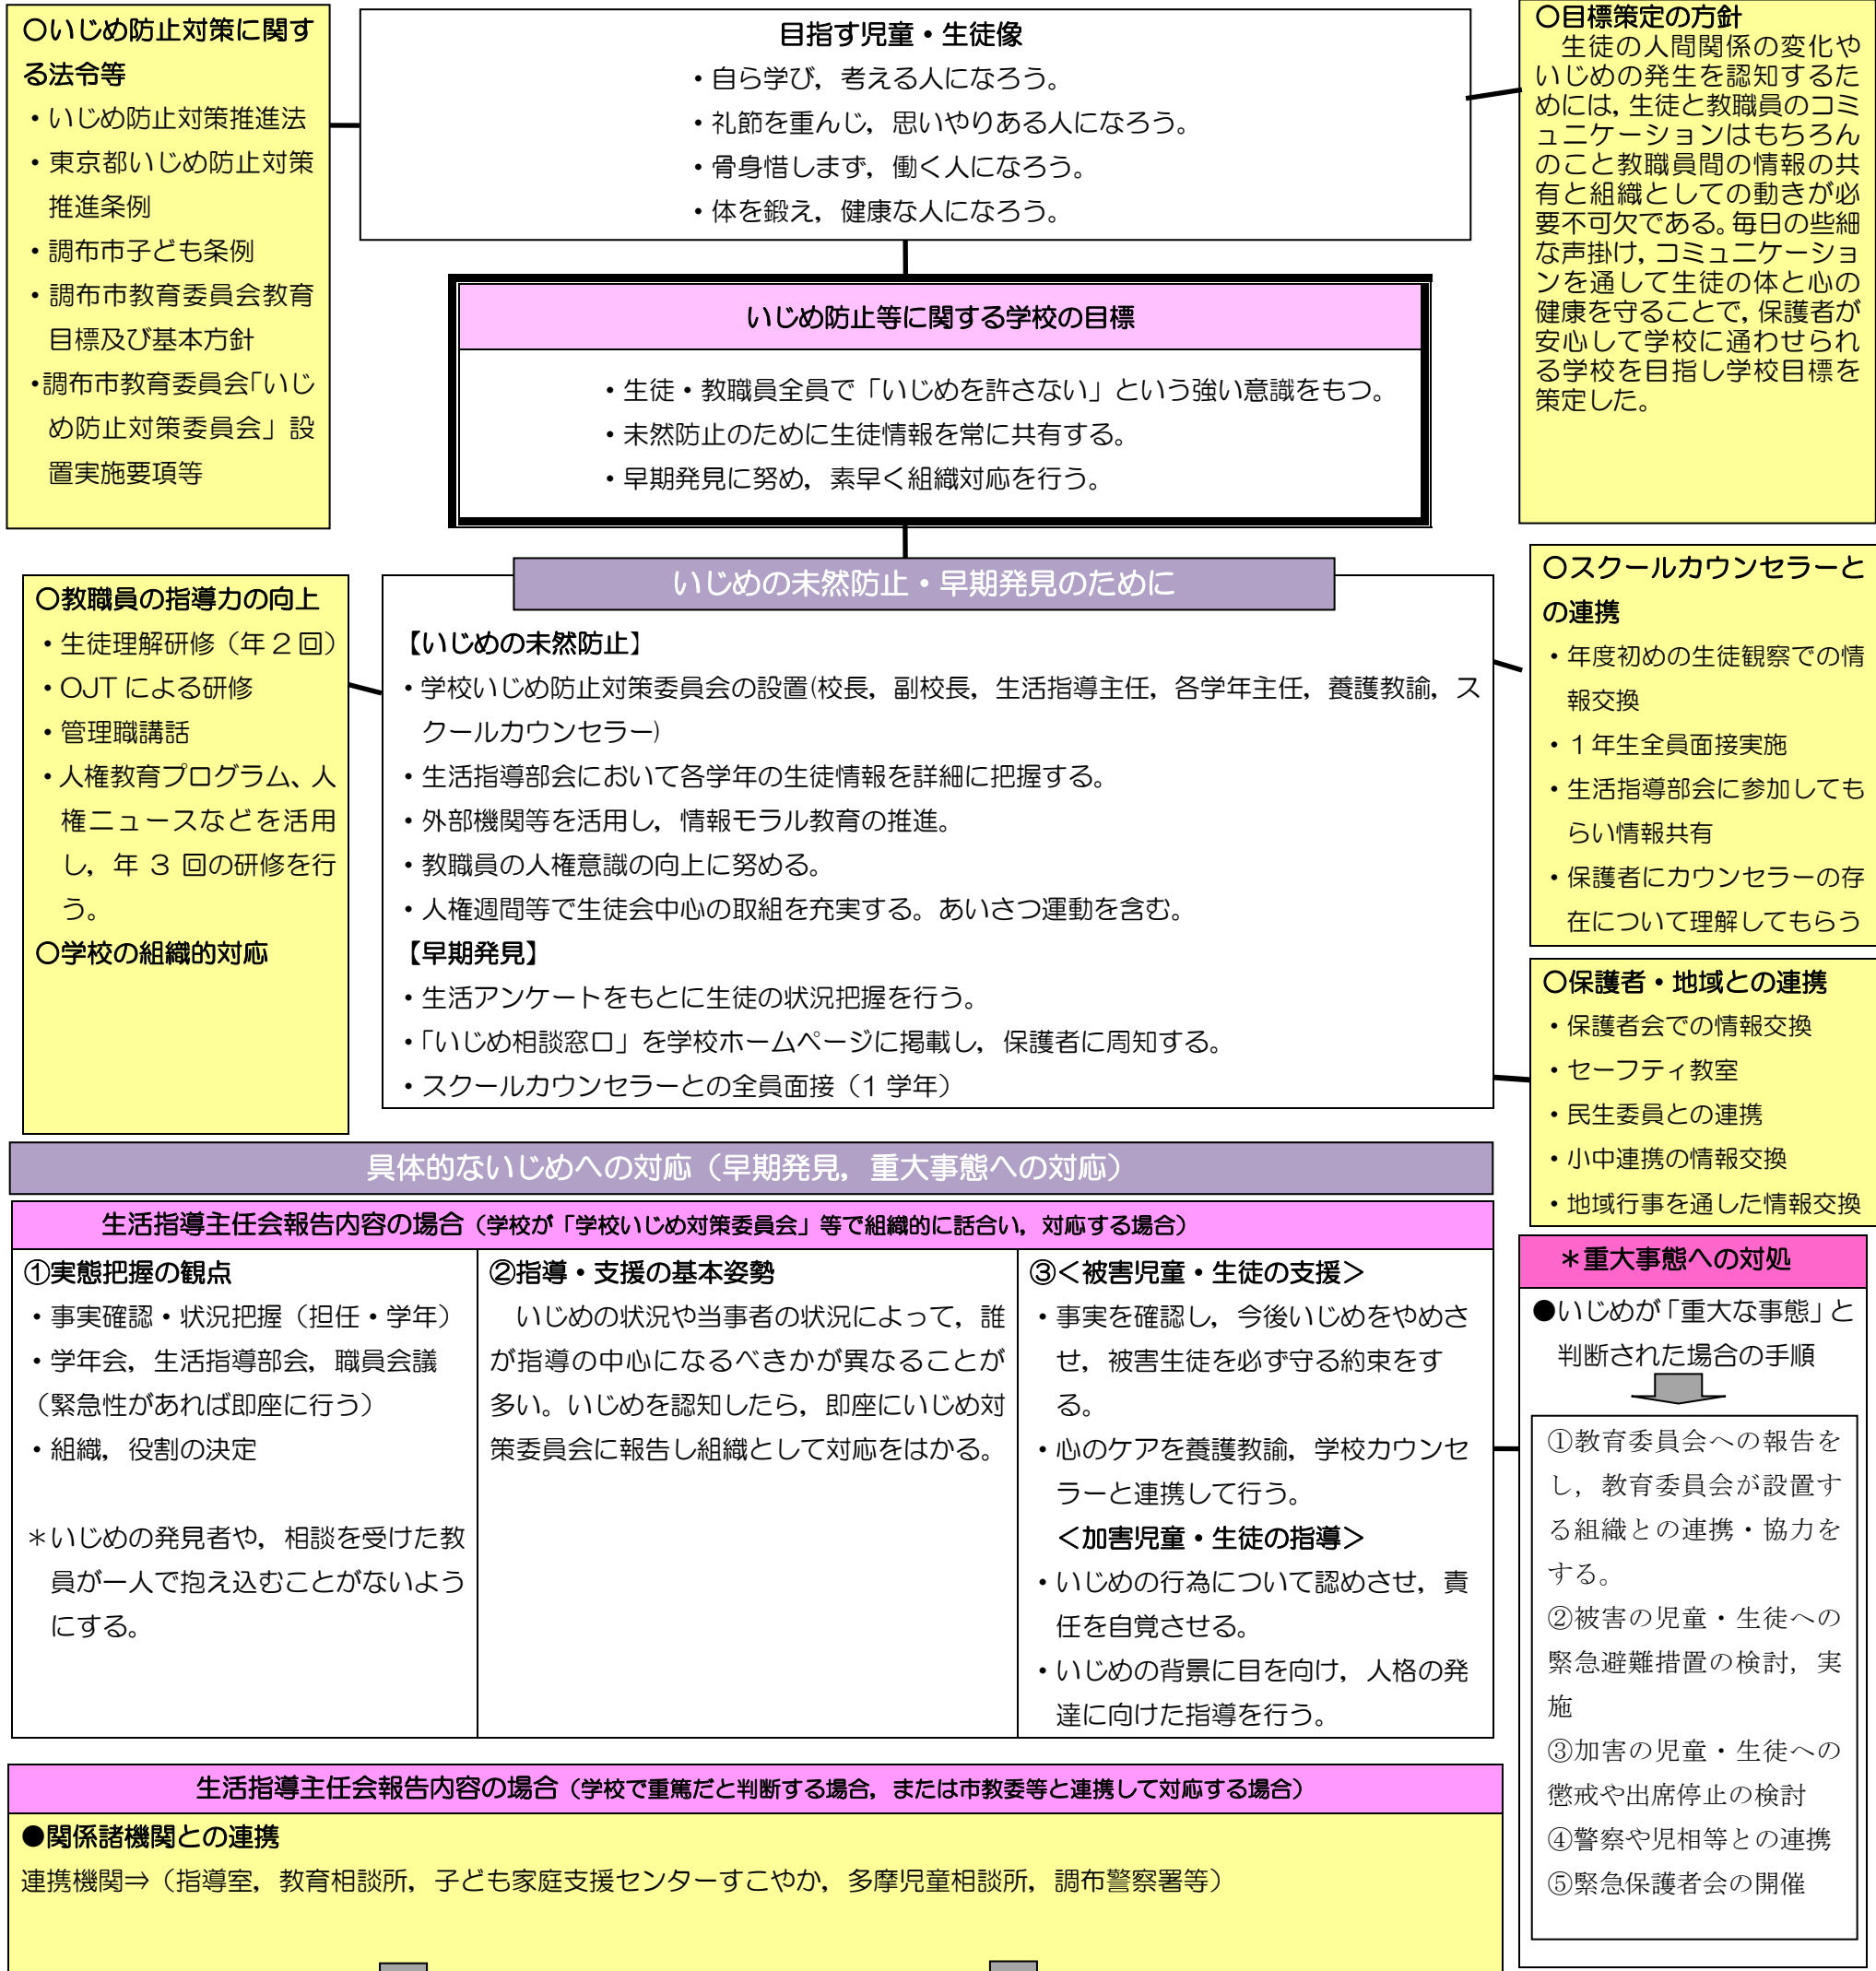 〇いじめ防止対策に関す
る法令等
・いじめ防止対策推進法
・東京都いじめ防止対策
推進条例
・調布市子ども条例
・調布市教育委員会教育
目標及び基本方針
・調布市教育委員会「いじ
め防止対策委員会」設
置実施要項等
目指す児童・生徒像
・自ら学び，考える人になろう。
・礼節を重んじ，思いやりある人になろう。
・骨身惜しまず，働く人になろう。
・体を鍛え，健康な人になろう。
〇目標策定の方針
生徒の人間関係の変化や
いじめの発生を認知するた
めには，生徒と教職員のコミ
ュニケーションはもちろん
のこと教職員間の情報の共
有と組織としての動きが必
要不可欠である。毎日の些細
な声掛け，コミュニケーショ
ンを通して生徒の体と心の
健康を守ることで，保護者が
安心して学校に通わせられ
る学校を目指し学校目標を
策定した。
いじめ防止等に関する学校の目標
・生徒・教職員全員で「いじめを許さない」という強い意識をもつ。
・未然防止のために生徒情報を常に共有する。
・早期発見に努め，素早く組織対応を行う。
〇教職員の指導力の向上
・生徒理解研修（年２回）
・OJT による研修
・管理職講話
・人権教育プログラム、人
権ニュースなどを活用
し，年 3 回の研修を行
う。
〇学校の組織的対応
いじめの未然防止・早期発見のために
【いじめの未然防止】
・学校いじめ防止対策委員会の設置(校長，副校長，生活指導主任，各学年主任，養護教諭，ス
クールカウンセラー)
・生活指導部会において各学年の生徒情報を詳細に把握する。
・外部機関等を活用し，情報モラル教育の推進。
・教職員の人権意識の向上に努める。
・人権週間等で生徒会中心の取組を充実する。あいさつ運動を含む。
【早期発見】
・生活アンケートをもとに生徒の状況把握を行う。
・「いじめ相談窓口」を学校ホームページに掲載し，保護者に周知する。
・スクールカウンセラーとの全員面接（1 学年）
〇スクールカウンセラーと
の連携
・年度初めの生徒観察での情
報交換
・１年生全員面接実施
・生活指導部会に参加しても
らい情報共有
・保護者にカウンセラーの存
在について理解してもらう
〇保護者・地域との連携
・保護者会での情報交換
・セーフティ教室
・民生委員との連携
・小中連携の情報交換
・地域行事を通した情報交換
具体的ないじめへの対応（早期発見，重大事態への対応）
生活指導主任会報告内容の場合（学校が「学校いじめ対策委員会」等で組織的に話合い，対応する場合）
①実態把握の観点
・事実確認・状況把握（担任・学年）
・学年会，生活指導部会，職員会議
（緊急性があれば即座に行う）
・組織，役割の決定
＊いじめの発見者や，相談を受けた教
員が一人で抱え込むことがないよう
にする。
②指導・支援の基本姿勢
いじめの状況や当事者の状況によって，誰
が指導の中心になるべきかが異なることが
多い。いじめを認知したら，即座にいじめ対
策委員会に報告し組織として対応をはかる。
③＜被害児童・生徒の支援＞
・事実を確認し，今後いじめをやめさ
せ，被害生徒を必ず守る約束をす
る。
・心のケアを養護教諭，学校カウンセ
ラーと連携して行う。
＜加害児童・生徒の指導＞
・いじめの行為について認めさせ，責
任を自覚させる。
・いじめの背景に目を向け，人格の発
達に向けた指導を行う。
＊重大事態への対処
●いじめが「重大な事態」と
判断された場合の手順
①教育委員会への報告を
し，教育委員会が設置す
る組織との連携・協力を
する。
②被害の児童・生徒への
緊急避難措置の検討，実
施
③加害の児童・生徒への
懲戒や出席停止の検討
④警察や児相等との連携
⑤緊急保護者会の開催
生活指導主任会報告内容の場合（学校で重篤だと判断する場合，または市教委等と連携して対応する場合）
●関係諸機関との連携
連携機関⇒（指導室，教育相談所，子ども家庭支援センターすこやか，多摩児童相談所，調布警察署等）